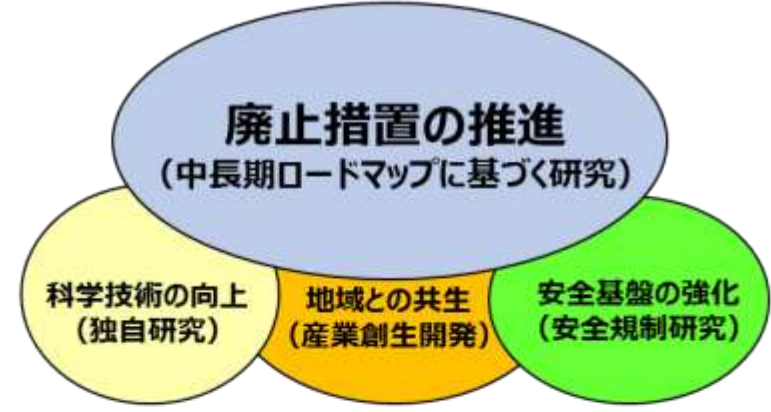 廃止措置の推進
（中長期ロードマップに基づく研究）
科学技術の向上
（独自研究）
地域との共生
（産業創生開発）
安全基盤の強化
（安全規制研究）